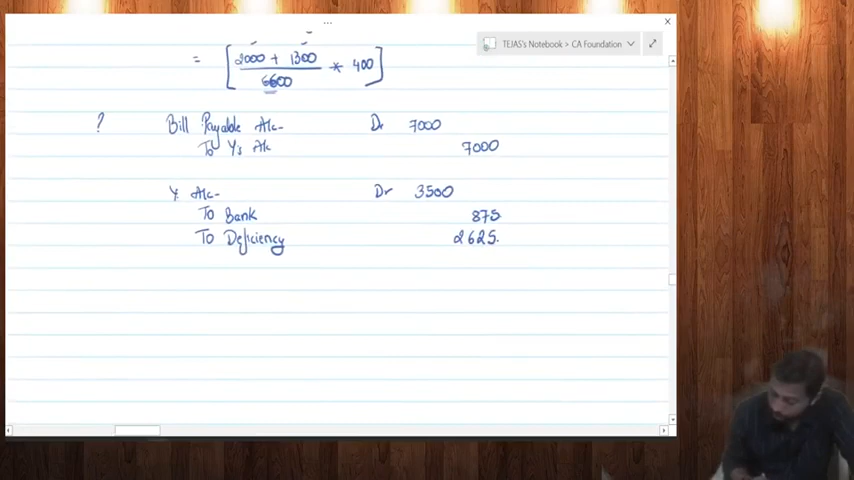 TEJAS's Notebook > CA Foundation
= [ 2000 + 1300 / 6600 * 400 ]
? Bill Payable A/c- Dr 7000
To Y's A/c 7000
Y A/c- Dr 3500
To Bank 875
To Deficiency 2625.